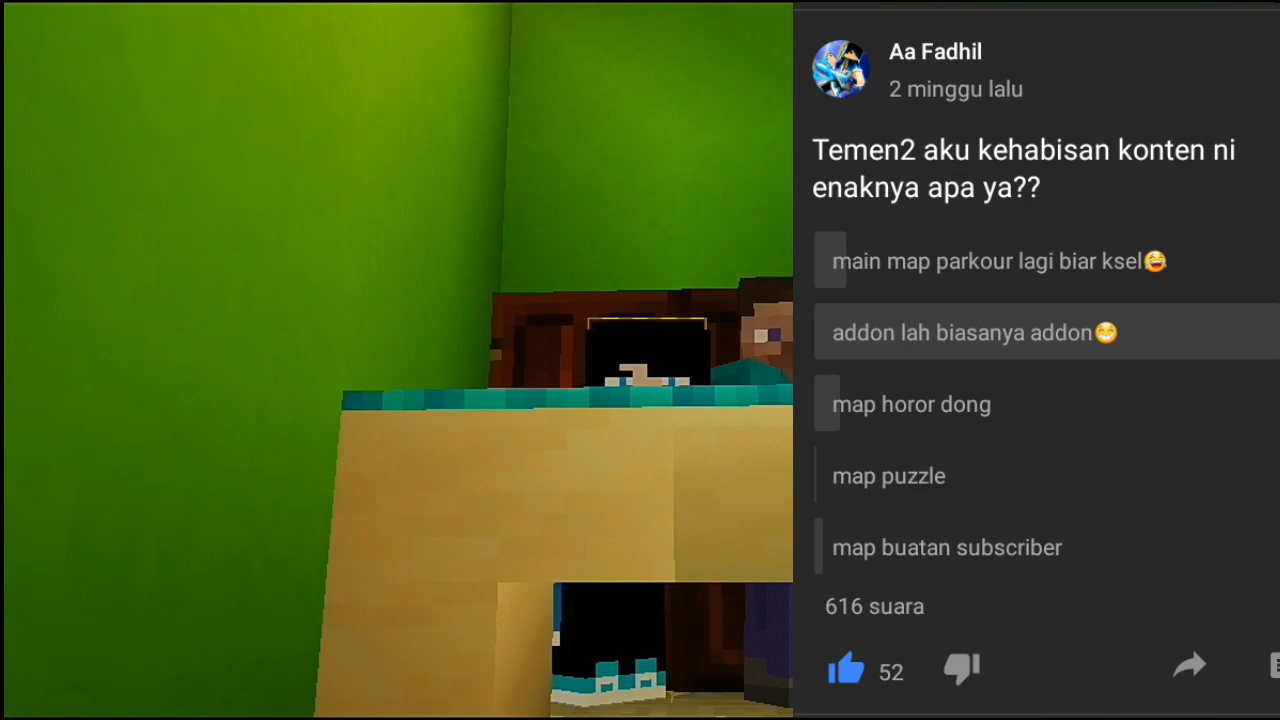 Aa Fadhil
2 minggu lalu
Temen2 aku kehabisan konten ni
enaknya apa ya??
main map parkour lagi biar ksel😂
addon lah biasanya addon😁
map horor dong
map puzzle
map buatan subscriber
616 suara
52